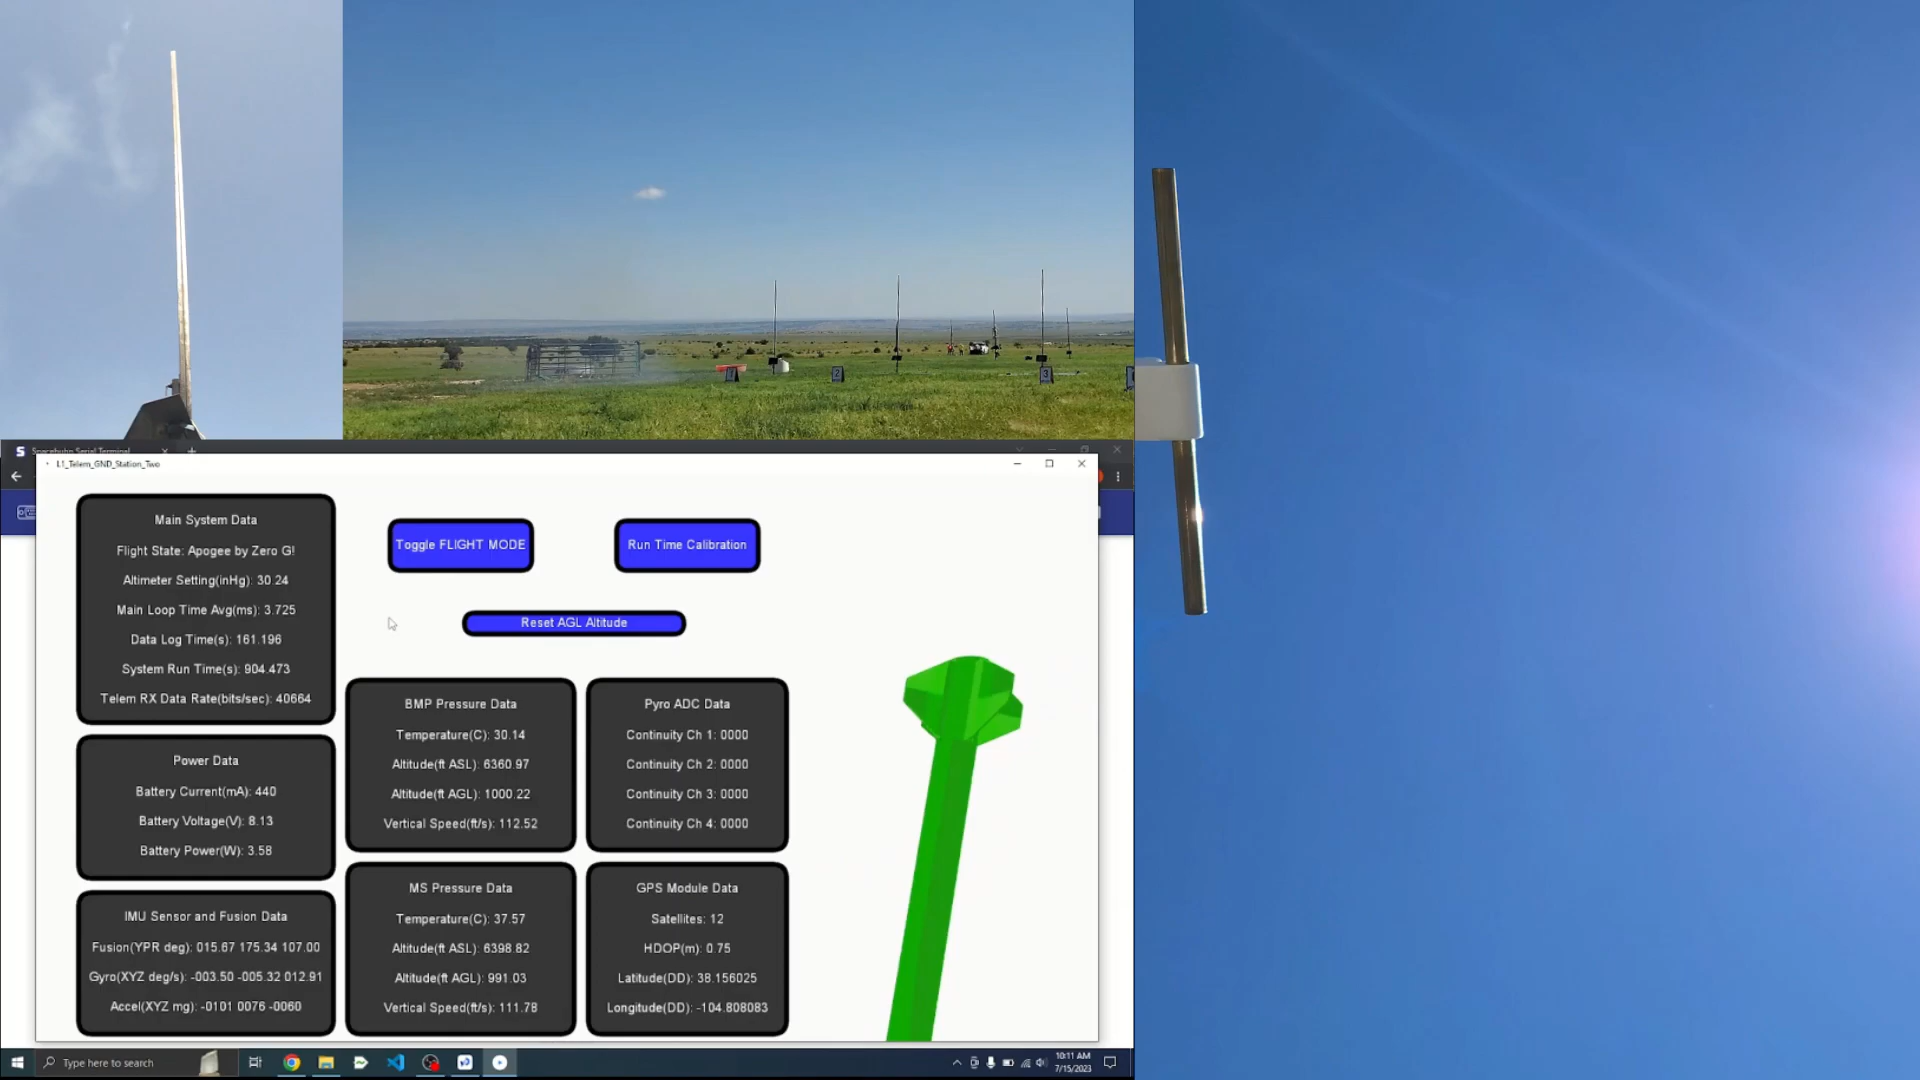 1
2
3
Spacehuhn Serial Terminal
L1_Telem_GND_Station_Two
Main System Data
Flight State: Apogee by Zero G!
Altimeter Setting(inHg): 30.24
Main Loop Time Avg(ms): 3.725
Data Log Time(s): 161.196
System Run Time(s): 904.473
Telem RX Data Rate(bits/sec): 40664
Toggle FLIGHT MODE
Run Time Calibration
Reset AGL Altitude
Power Data
Battery Current(mA): 440
Battery Voltage(V): 8.13
Battery Power(W): 3.58
BMP Pressure Data
Temperature(C): 30.14
Altitude(ft ASL): 6360.97
Altitude(ft AGL): 1000.22
Vertical Speed(ft/s): 112.52
Pyro ADC Data
Continuity Ch 1: 0000
Continuity Ch 2: 0000
Continuity Ch 3: 0000
Continuity Ch 4: 0000
IMU Sensor and Fusion Data
Fusion(YPR deg): 015.67 175.34 107.00
Gyro(XYZ deg/s): -003.50 -005.32 012.91
Accel(XYZ mg): -0101 0076 -0060
MS Pressure Data
Temperature(C): 37.57
Altitude(ft ASL): 6398.82
Altitude(ft AGL): 991.03
Vertical Speed(ft/s): 111.78
GPS Module Data
Satellites: 12
HDOP(m): 0.75
Latitude(DD): 38.156025
Longitude(DD): -104.808083
Type here to search
10:11 AM
7/15/2023